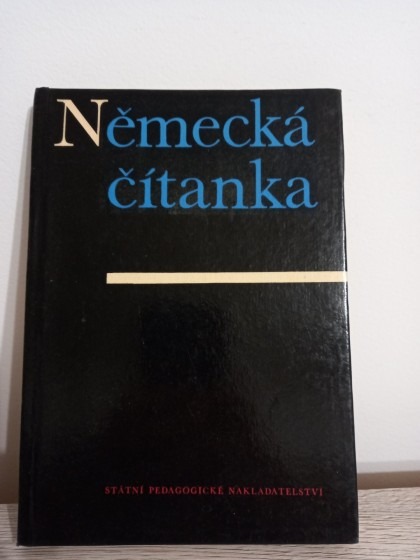 Německá
čítanka
STÁTNÍ PEDAGOGICKÉ NAKLADATELSTVÍ